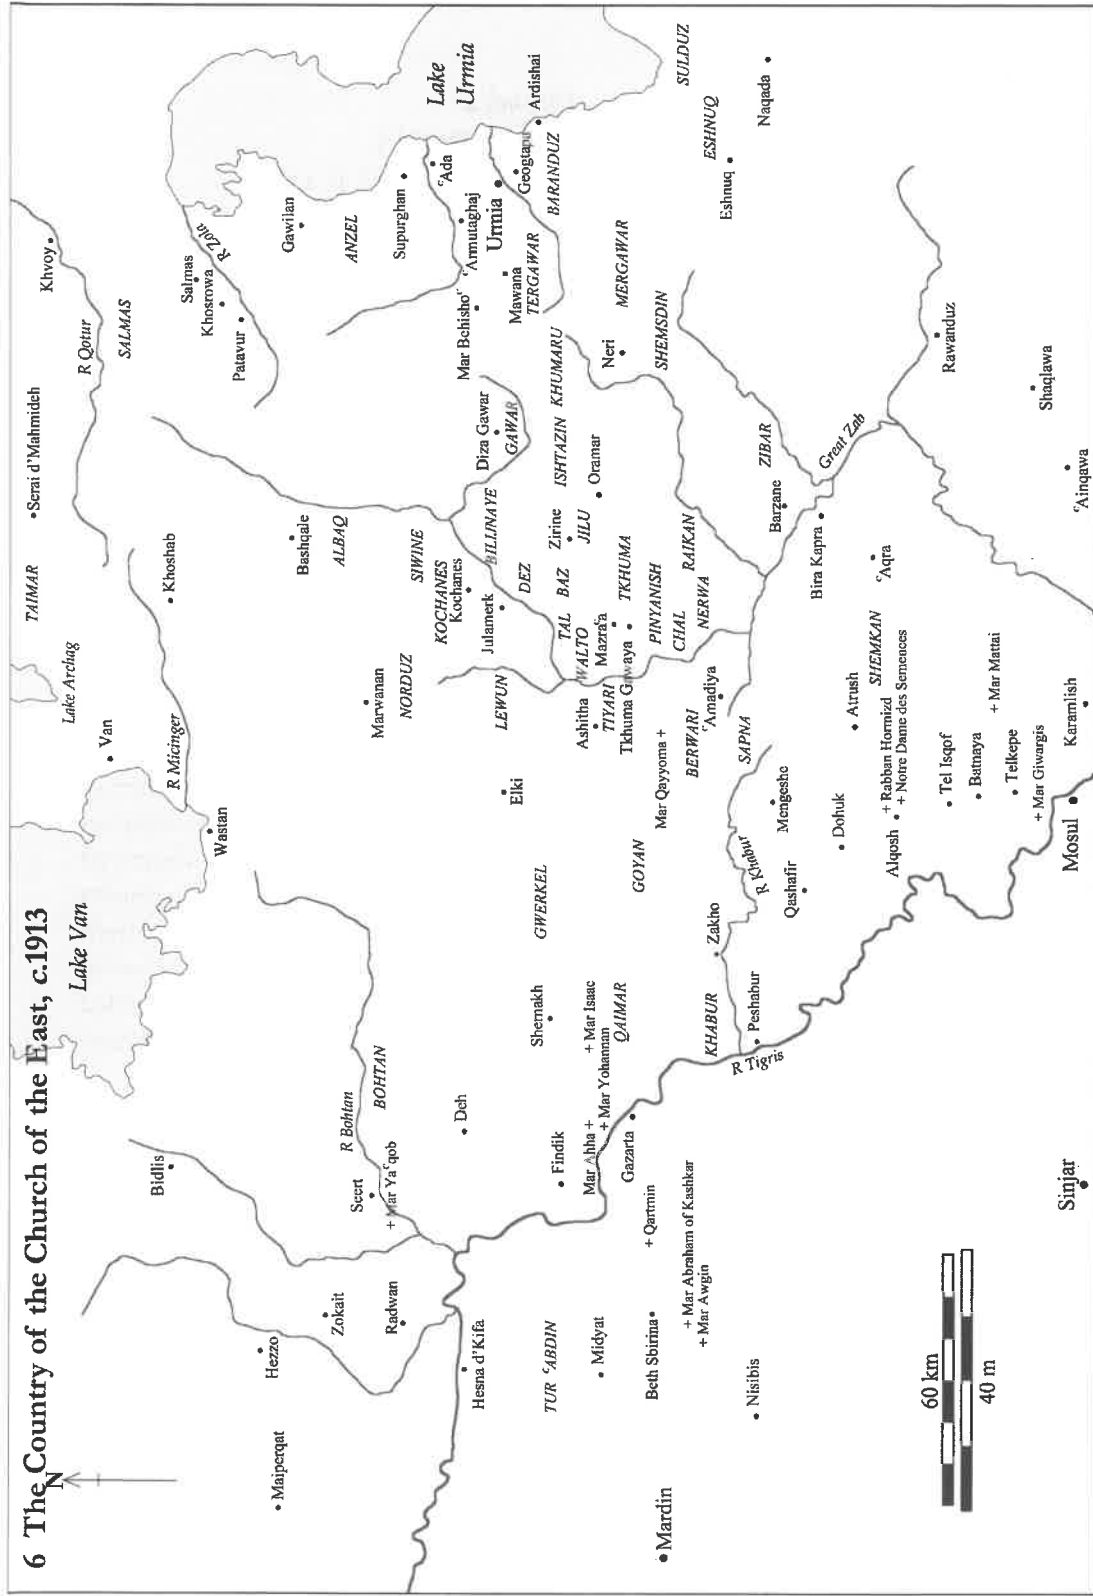 6 The Country of the Church of the East, c.1913
N
Lake Van
Van
Lake Archag
TAIMAR
Serai d'Mahmideh
R Qotur
Khvoy
SALMAS
Salmas
Khosrowa
R Zola
Patavur
Gawilan
ANZEL
Supurghan
Lake
Urmia
ʿAda
ʿArmutaghaj
Urmia
Geogtapa
Ardishai
BARANDUZ
Mar Bchishoʿ
Mawana
TERGAWAR
MERGAWAR
SULDUZ
ESHNUQ
Eshnuq
Naqada
R Micinger
Khoshab
Wastan
Bashqale
ALBAQ
Marwanan
NORDUZ
SIWINE
KOCHANES
Kochanes
Julamerk
BILIJNAYE
Diza Gawar
GAWAR
LEWUN
DEZ
Elki
TAL
BAZ
Zirine
JILU
ISHTAZIN
KHUMARU
Oramar
Neri
SHEMSDIN
Ashitha
WALTO
TIYARI
Mazraʿa
TKHUMA
Tkhuma Gawaya
PINYANISH
CHAL
RAIKAN
NERWA
Mar Qayyoma
BERWARI
ʿAmadiya
SAPNA
ZIBAR
Barzane
Bira Kapra
Great Zab
Rawanduz
Shaqlawa
ʿAinqawa
ʿAqra
SHEMKAN
Atrush
Mar Mattai
Rabban Hormizd
Notre Dame des Semences
Alqosh
Tel Isqof
Batnaya
Telkepe
Mar Giwargis
Karamlish
Mosul
Dohuk
Mengeshe
Qashafir
R Khabur
Zakho
GOYAN
GWERKEL
Shernakh
Mar Isaac
QAIMAR
KHABUR
Peshabur
R Tigris
Mar Yohannan
Mar Ahha
Gazarta
Findik
Deh
BOHTAN
R Bohtan
Bidlis
Seert
Mar Yaʿqob
Zokait
Radwan
Hezzo
Maiperqat
Hesna d'Kifa
TUR ʿABDIN
Midyat
Qartmin
Beth Sbirina
Mar Abraham of Kashkar
Mar Awgin
Nisibis
Mardin
Sinjar
60 km
40 m